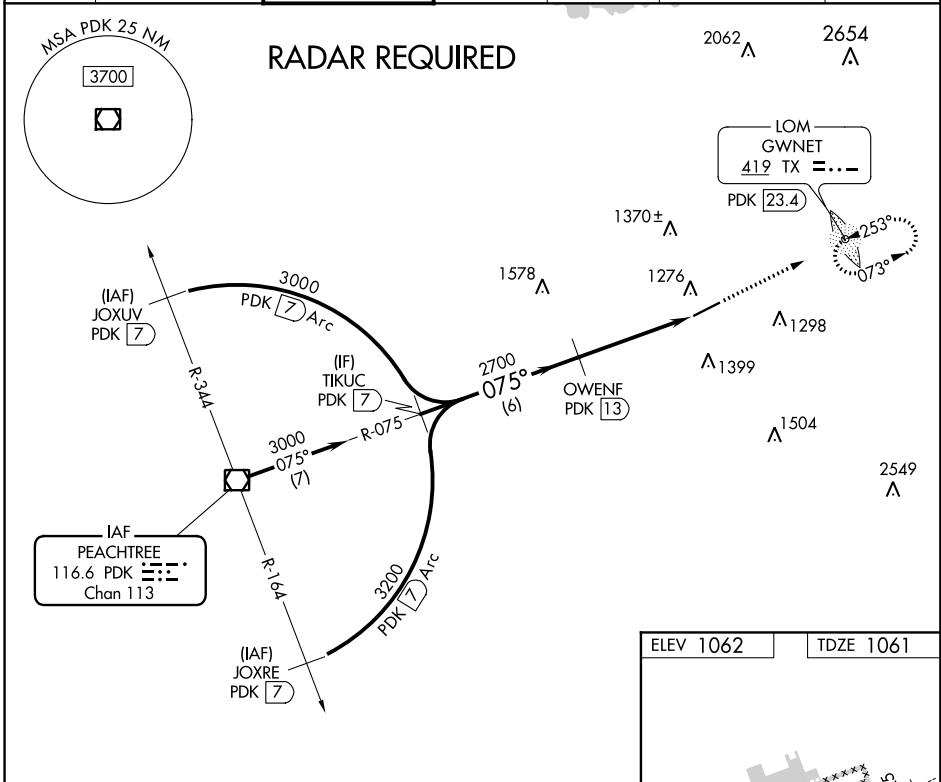 MSA PDK 25 NM
3700
RADAR REQUIRED
2062
2654
LOM
GWNET
419 TX
PDK 23.4
253°
073°
1370±
1578
1276
1298
1399
1504
2549
3000
PDK 7 Arc
(IAF)
JOXUV
PDK 7
R-344
(IF)
TIKUC
PDK 7
2700
075°
(6)
OWENF
PDK 13
3000
075°
(7)
R-075
IAF
PEACHTREE
116.6 PDK
Chan 113
R-164
3200
PDK 7 Arc
(IAF)
JOXRE
PDK 7
ELEV 1062
TDZE 1061